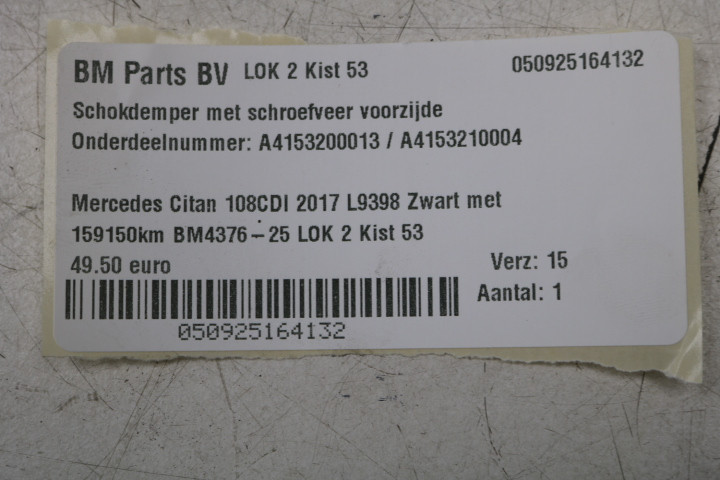 BM Parts BV LOK 2 Kist 53 050925164132
Schokdemper met schroefveer voorzijde
Onderdeelnummer: A4153200013 / A4153210004
Mercedes Citan 108CDI 2017 L9398 Zwart met
159150km BM4376-25 LOK 2 Kist 53
49.50 euro Verz: 15
Aantal: 1
050925164132